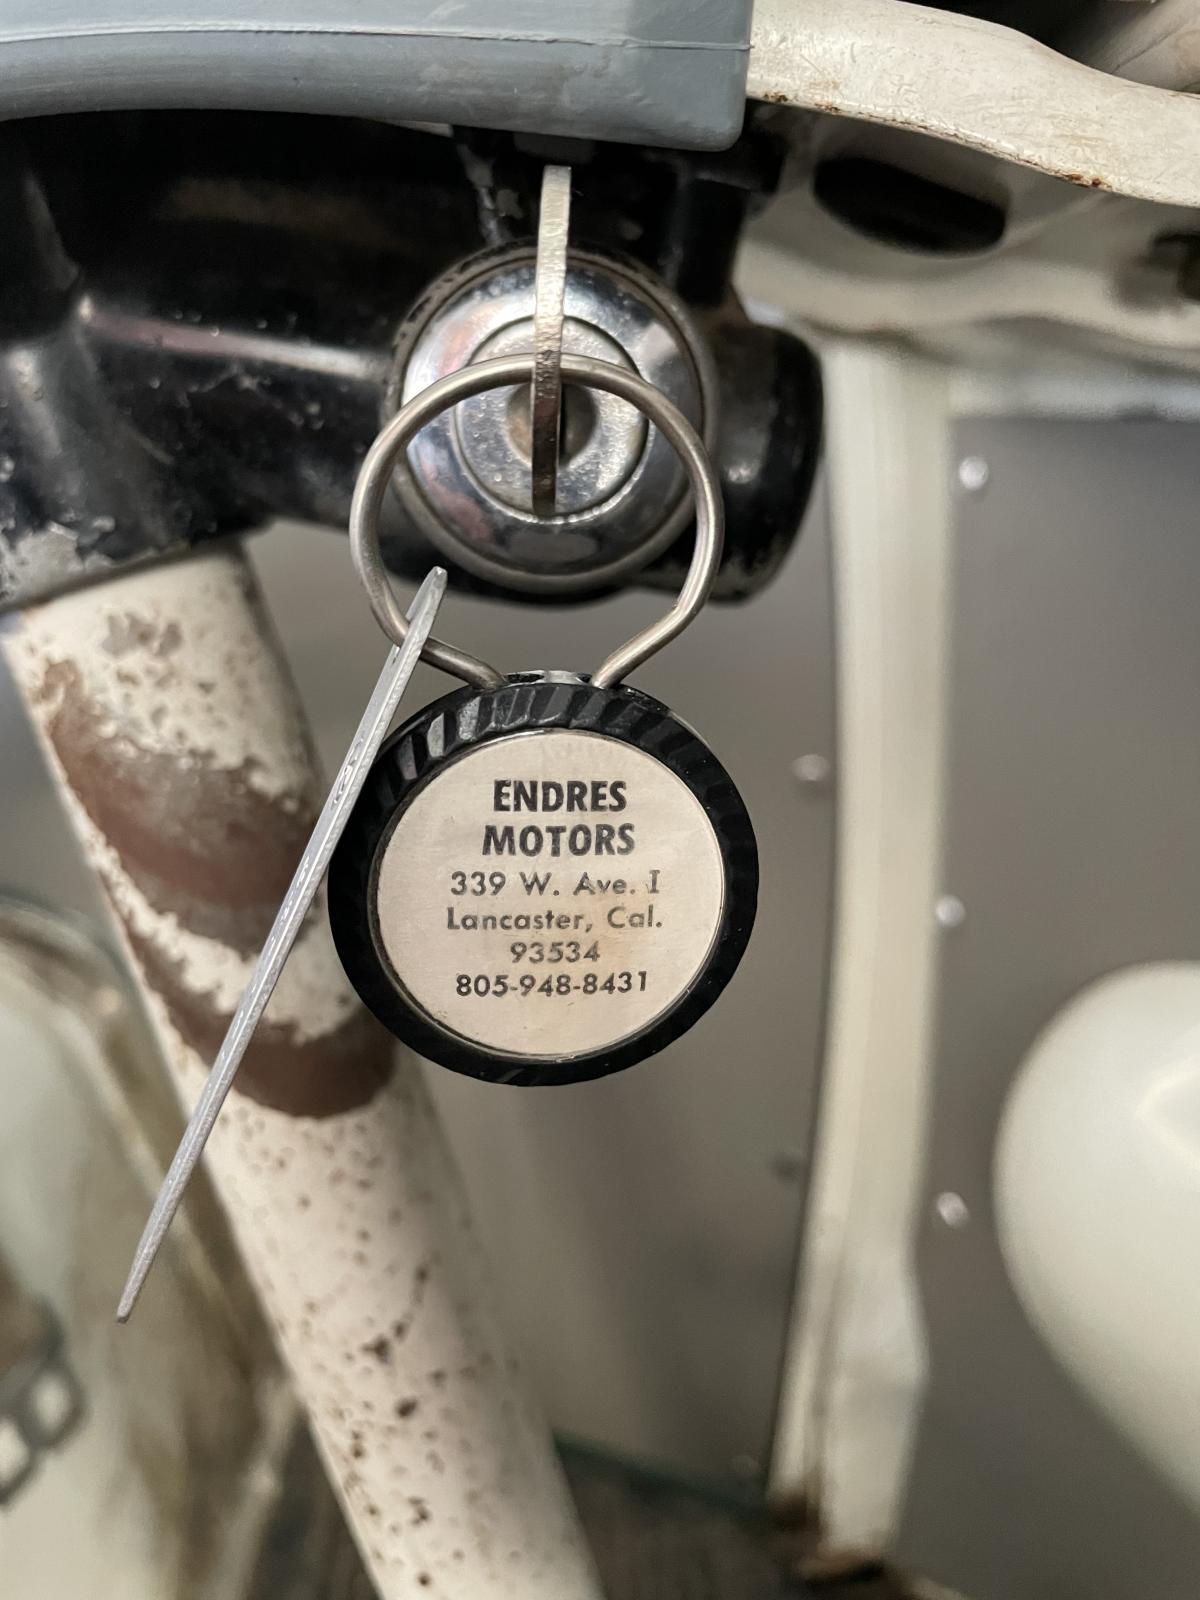 ENDRES
MOTORS
339 W. Ave. I
Lancaster, Cal.
93534
805-948-8431